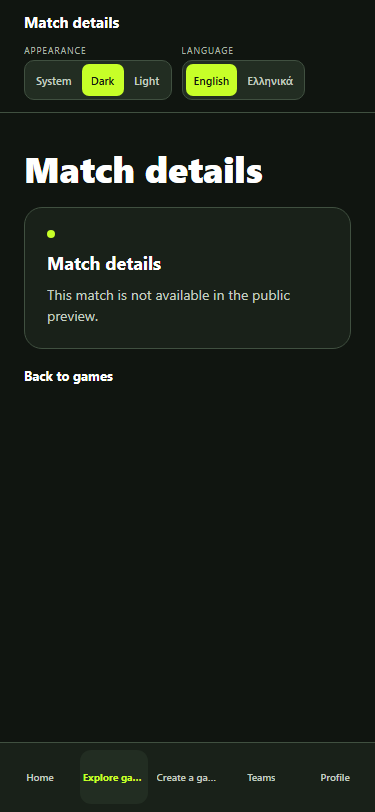 Match details
APPEARANCE
LANGUAGE
System Dark Light
English Ελληνικά
Match details
Match details
This match is not available in the public
preview.
Back to games
Home Explore ga... Create a ga... Teams Profile